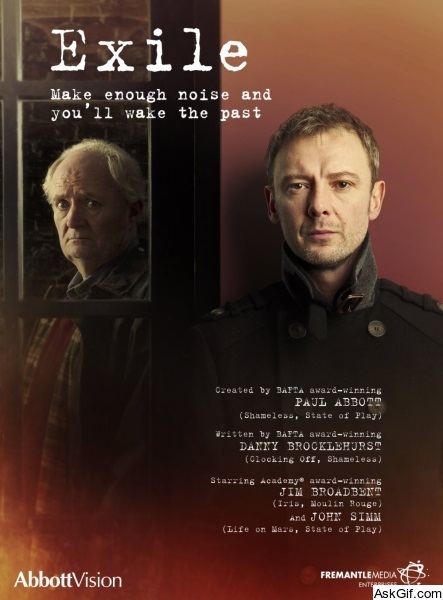 Exile
Make enough noise and
you'll wake the past
Created by BAFTA award-winning
PAUL ABBOTT
(Shameless, State of Play)
Written by BAFTA award-winning
DANNY BROCKLEHURST
(Clocking Off, Shameless)
Starring Academy® award-winning
JIM BROADBENT
(Iris, Moulin Rouge)
And JOHN SIMM
(Life on Mars, State of Play)
AbbottVision
FREMANTLEMEDIA
ENTERPRISES
AskGif.com